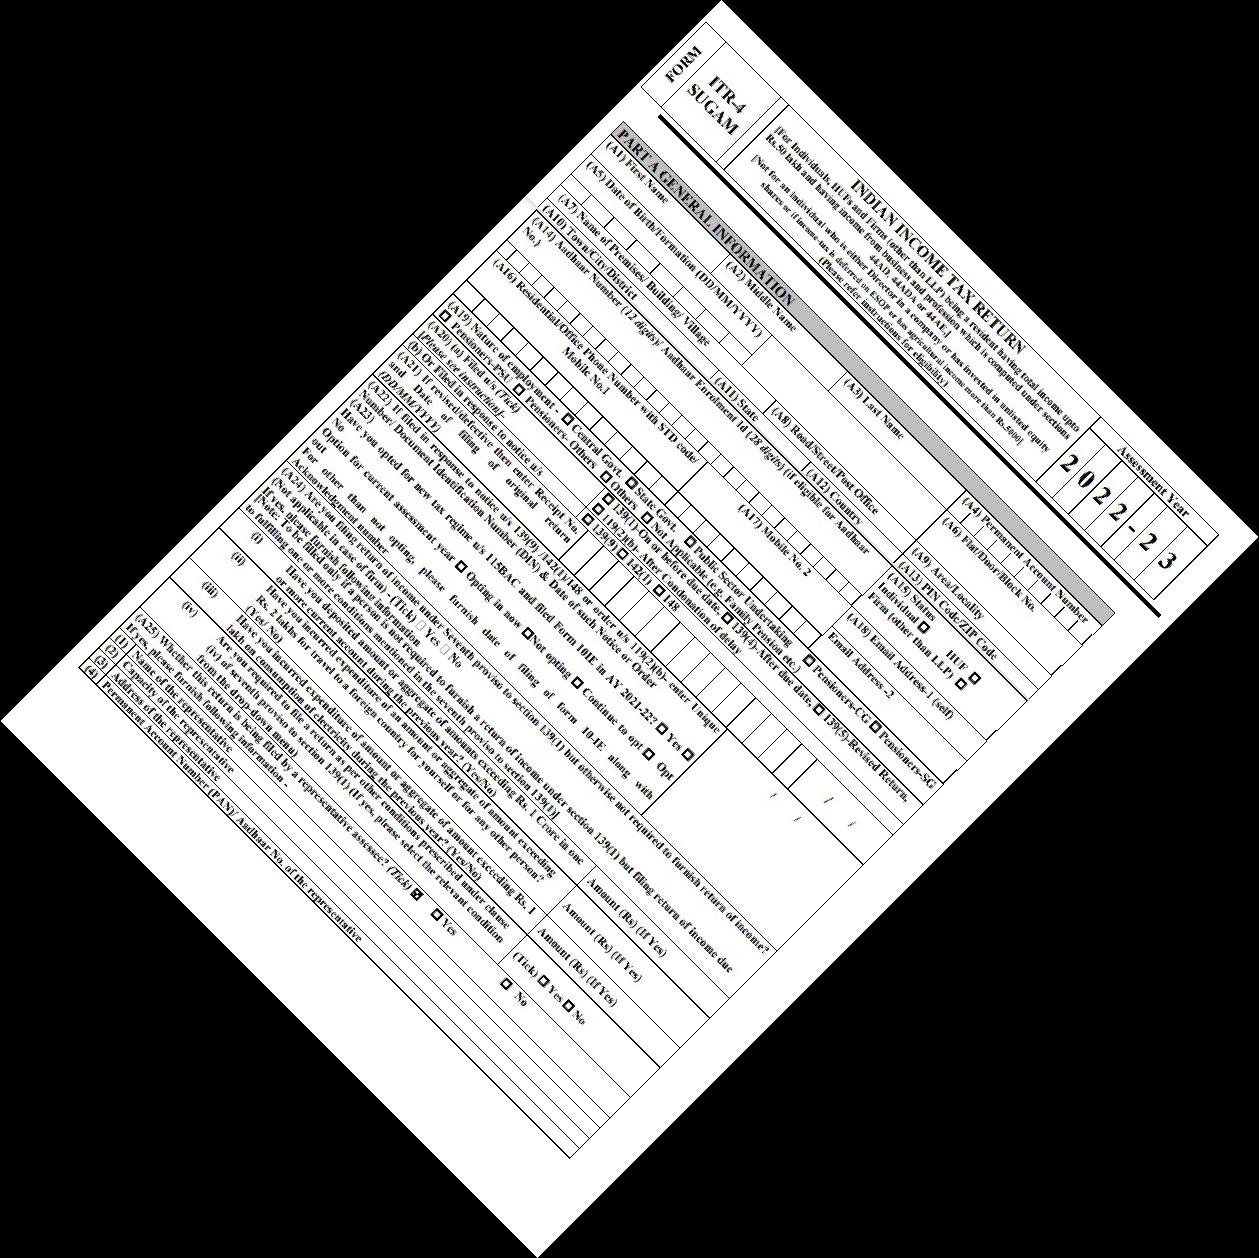 FORM
ITR-4
SUGAM
INDIAN INCOME TAX RETURN
[For Individuals, HUFs and Firms (other than LLP) being a resident having total income upto
Rs.50 lakh and having income from business and profession which is computed under sections
44AD, 44ADA or 44AE.]
[Not for an individual who is either Director in a company or has invested in unlisted equity
shares or if income-tax is deferred on ESOP or has agricultural income more than Rs.5000]
(Please refer instructions for eligibility)
Assessment Year
2022-23
PART A GENERAL INFORMATION
(A1) First Name
(A2) Middle Name
(A3) Last Name
(A4) Permanent Account Number
(A5) Date of Birth/Formation (DD/MM/YYYY)
(A6) Flat/Door/Block No.
(A7) Name of Premises/ Building/ Village
(A8) Road/Street/Post Office
(A9) Area/Locality
(A10) Town/City/District
(A11) State
(A12) Country
(A13) PIN Code/ZIP Code
(A14) Aadhaar Number (12 digits)/ Aadhaar Enrolment Id (28 digits) (if eligible for Aadhaar
No.)
(A15) Status
Individual HUF
Firm (other than LLP)
(A16) Residential/Office Phone Number with STD code/
Mobile No.1
(A17) Mobile No. 2
(A18) Email Address-1 (self)
Email Address -2
(A19) Nature of employment - Central Govt. State Govt. Public Sector Undertaking Pensioners-CG Pensioners-SG
Pensioners-PSU Pensioners- Others Others Not Applicable (e.g. Family Pension etc.)
(A20) (a) Filed u/s (Tick)
[Please see instruction]
139(1)-On or before due date, 139(4)-After due date, 139(5)-Revised Return,
119(2)(b)- After Condonation of delay
(b) Or Filed in response to notice u/s
139(9) 142(1) 148
(A21) If revised/defective then enter Receipt No.
and Date of filing of original return
(DD/MM/YYYY)
/ /
(A22) If filed in response to notice u/s 139(9) /142(1)/148 or order u/s 119(2)(b)- enter Unique
Number/ Document Identification Number (DIN) & Date of such Notice or Order
/ /
(A23)
Have you opted for new tax regime u/s 115BAC and filed Form 10IE in AY 2021-22? Yes
No
Option for current assessment year Opting in now Not opting Continue to opt Opt
out
For other than not opting, please furnish date of filing of form 10-IE along with
Acknowledgment number
(A24) Are you filing return of income under Seventh proviso to section 139(1) but otherwise not required to furnish return of income?
(Not applicable in case of firm) - (Tick) Yes No
If yes, please furnish following information
(Note: To be filled only if a person is not required to furnish a return of income under section 139(1) but filing return of income due
to fulfilling one or more conditions mentioned in the seventh proviso to section 139(1)]
(i)
Have you deposited amount or aggregate of amounts exceeding Rs. 1 Crore in one
or more current account during the previous year? (Yes/No)
Amount (Rs) (If Yes)
(ii)
Have you incurred expenditure of an amount or aggregate of amount exceeding
Rs. 2 lakhs for travel to a foreign country for yourself or for any other person?
(Yes/ No)
Amount (Rs) (If Yes)
(iii)
Have you incurred expenditure of amount or aggregate of amount exceeding Rs. 1
lakh on consumption of electricity during the previous year? (Yes/No)
Amount (Rs) (If Yes)
(iv)
Are you required to file a return as per other conditions prescribed under clause
(iv) of seventh proviso to section 139(1) (If yes, please select the relevant condition
from the drop-down menu)
(Tick) Yes No
(A25) Whether this return is being filed by a representative assessee? (Tick) Yes No
If yes, please furnish following information -
(1) Name of the representative
(2) Capacity of the representative
(3) Address of the representative
(4) Permanent Account Number (PAN)/ Aadhaar No. of the representative